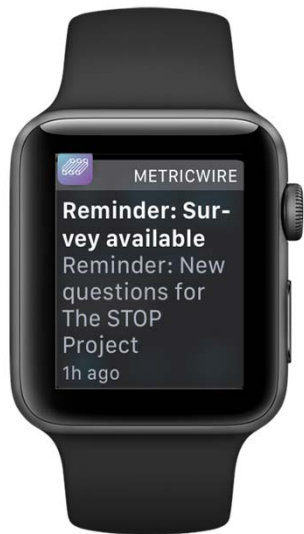 METRICWIRE
Reminder: Sur-
vey available
Reminder: New
questions for
The STOP
Project
1h ago